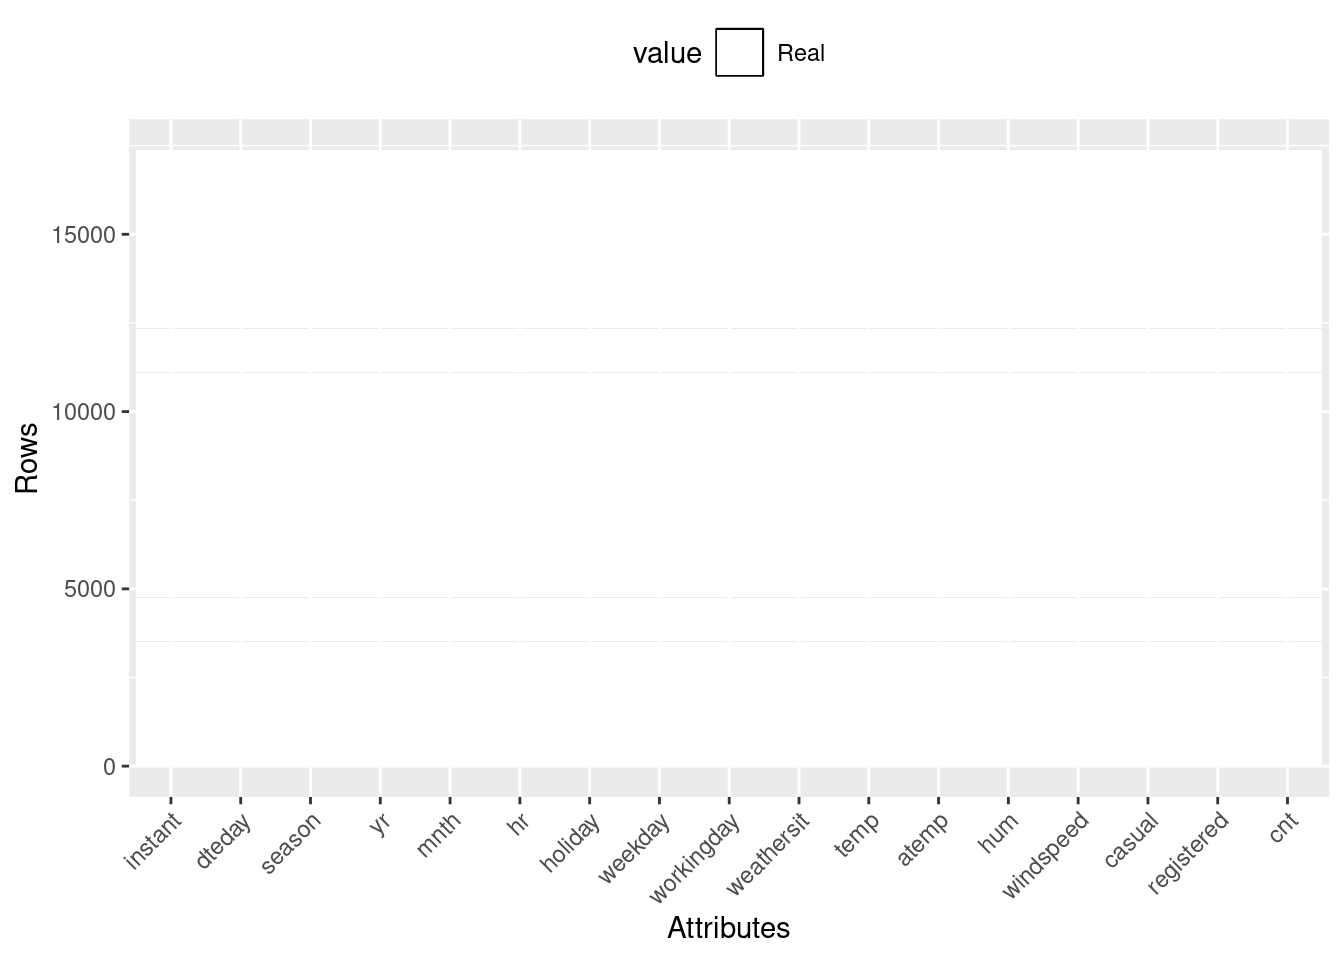 value Real
15000
10000
5000
0
Rows
instant dteday season yr mnth hr holiday weekday workingday weathersit temp atemp hum windspeed casual registered cnt
Attributes